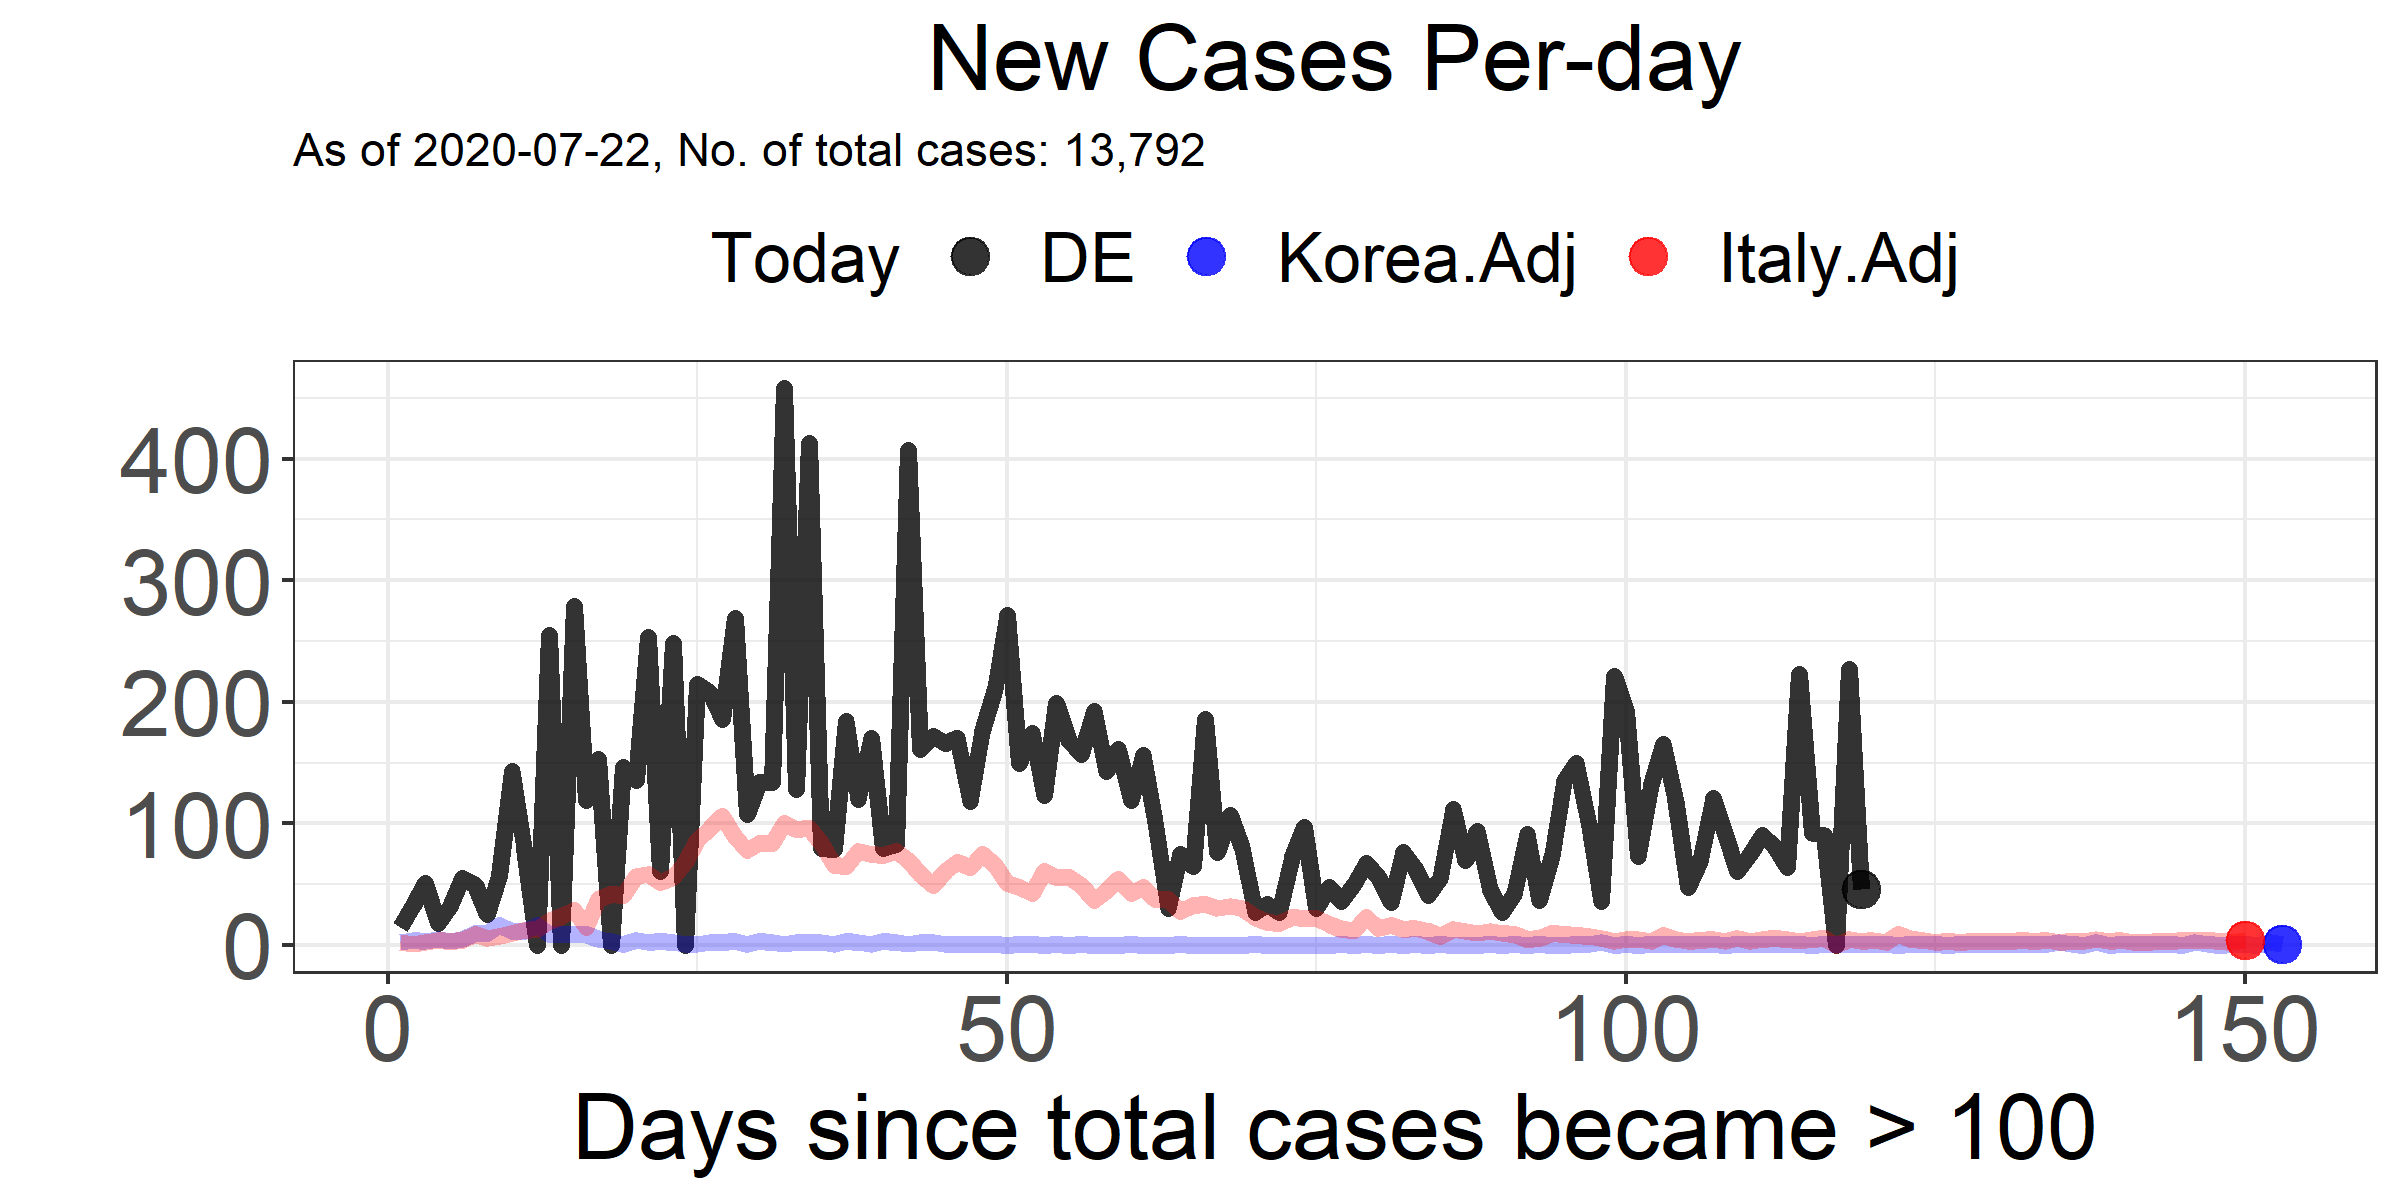 New Cases Per-day
As of 2020-07-22, No. of total cases: 13,792
Today DE Korea.Adj Italy.Adj
400
300
200
100
0
0 50 100 150
Days since total cases became > 100